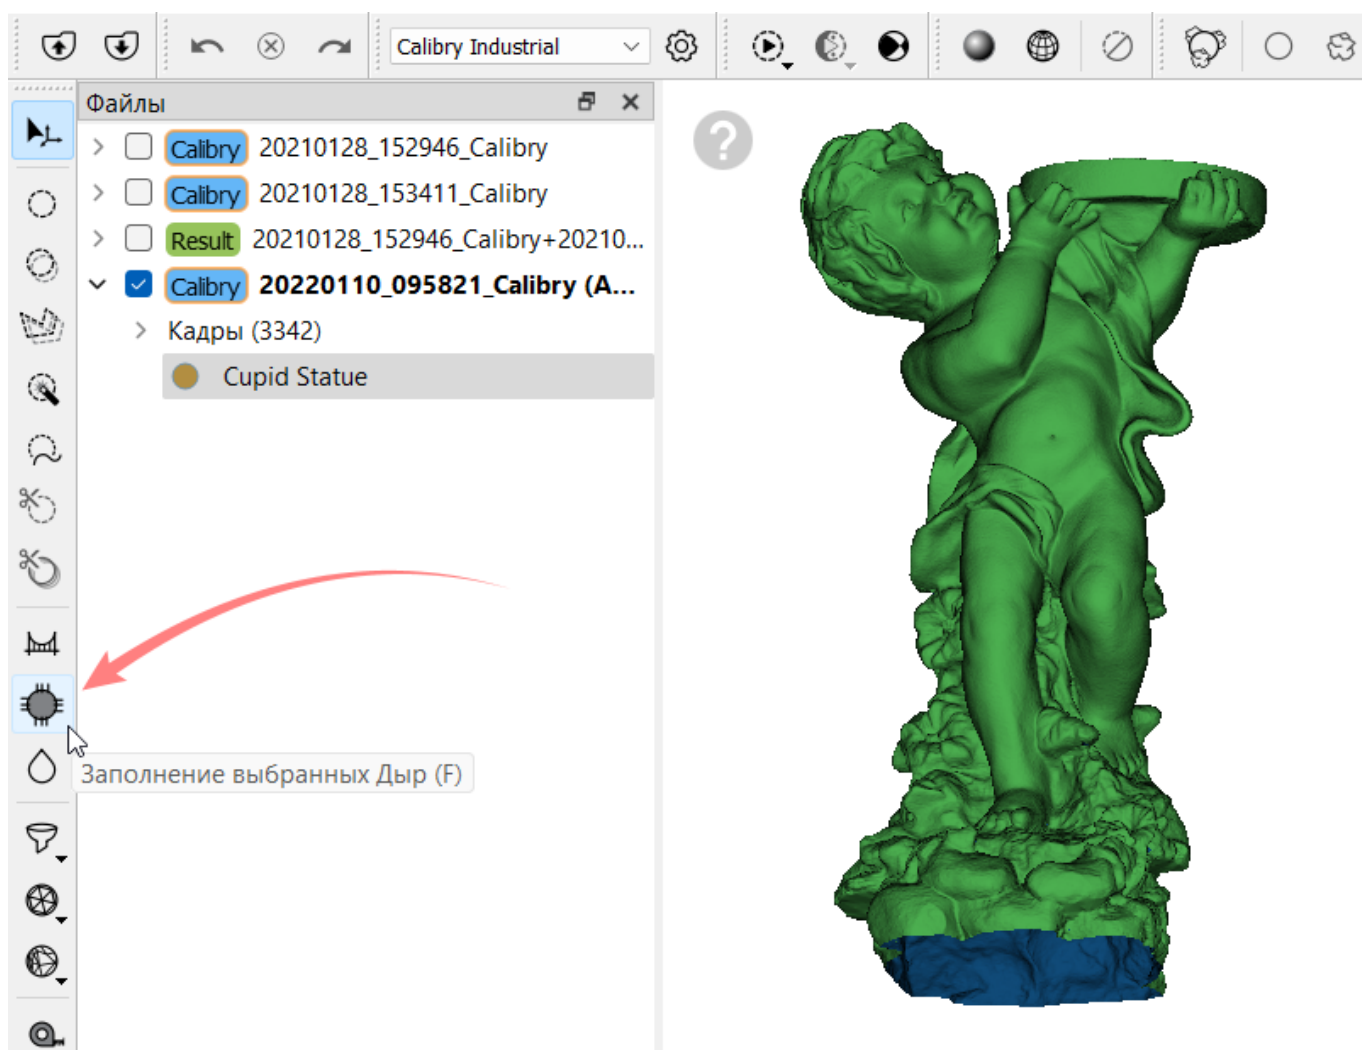 Calibry Industrial
Файлы
Calibry 20210128_152946_Calibry
Calibry 20210128_153411_Calibry
Result 20210128_152946_Calibry+20210...
Calibry 20220110_095821_Calibry (A...
Кадры (3342)
Cupid Statue
Заполнение выбранных Дыр (F)
?